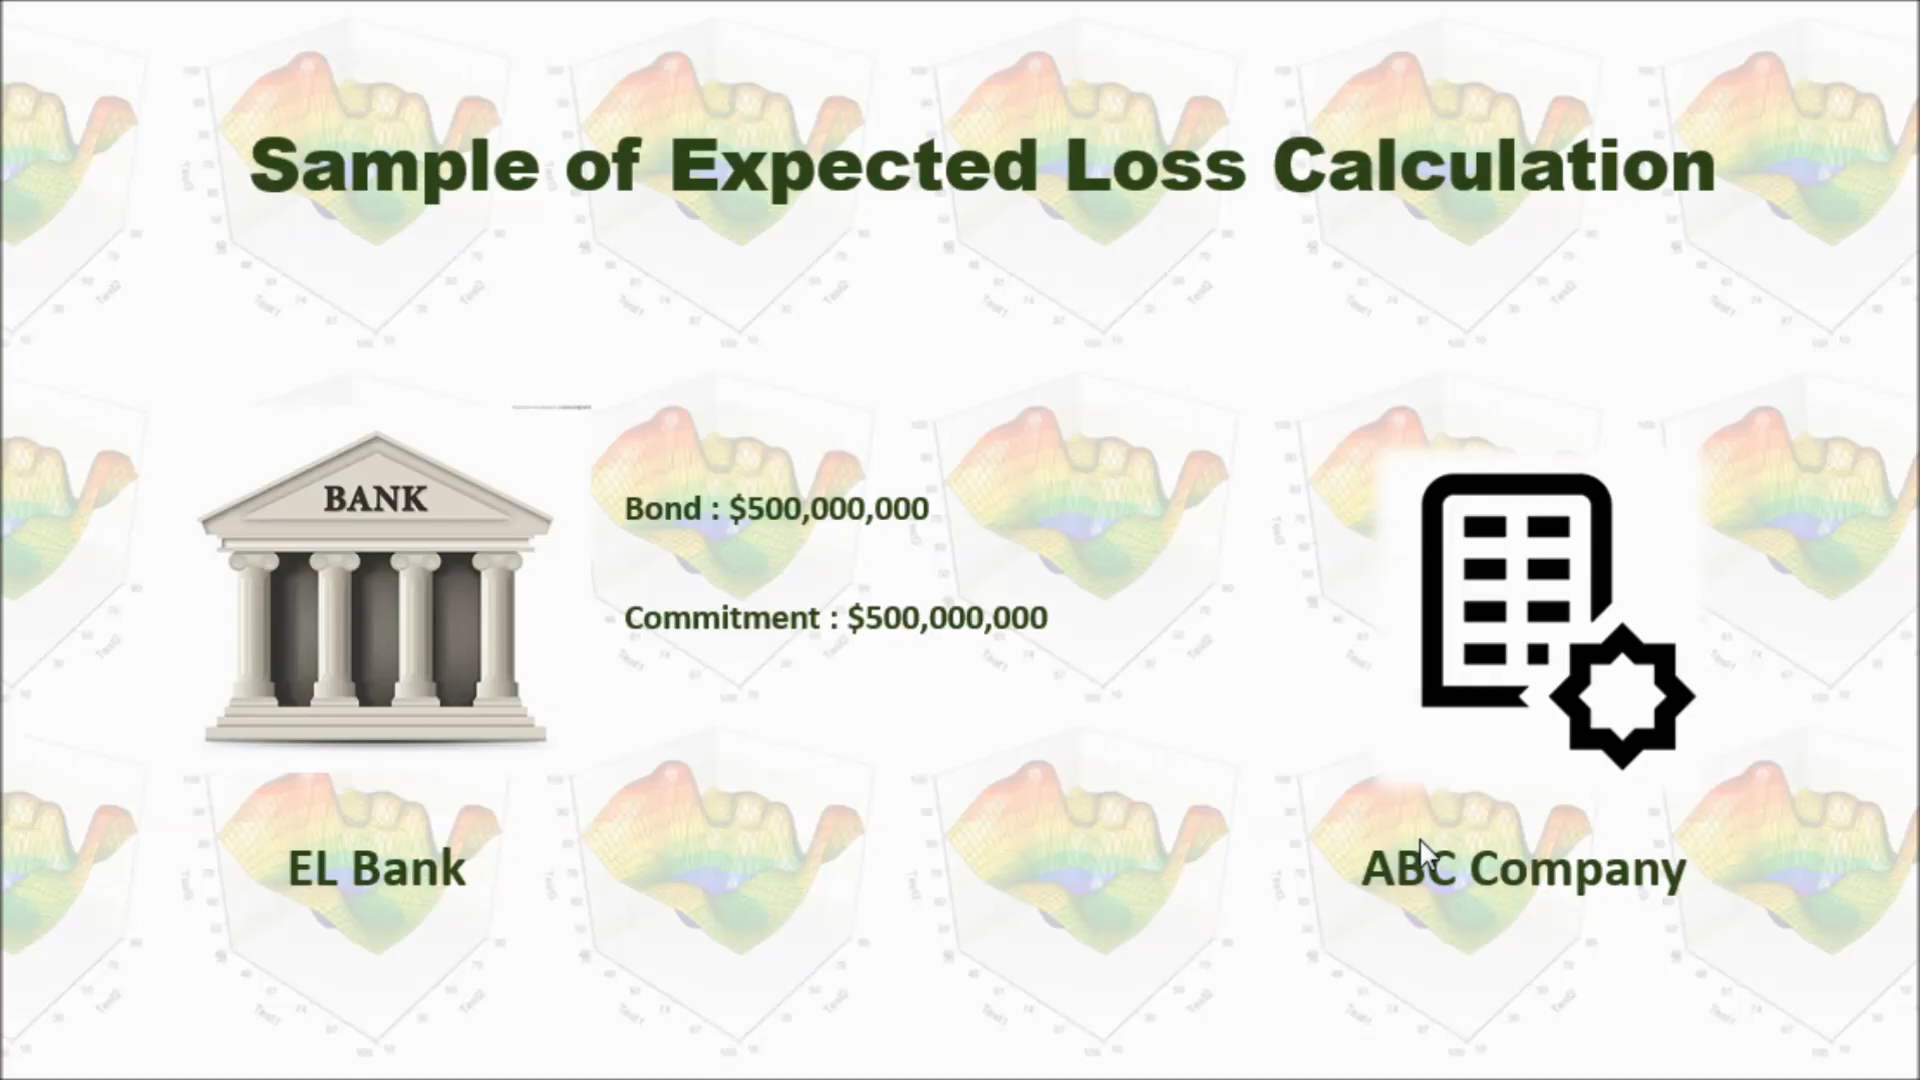 Sample of Expected Loss Calculation
BANK
Bond : $500,000,000
Commitment : $500,000,000
EL Bank
ABC Company